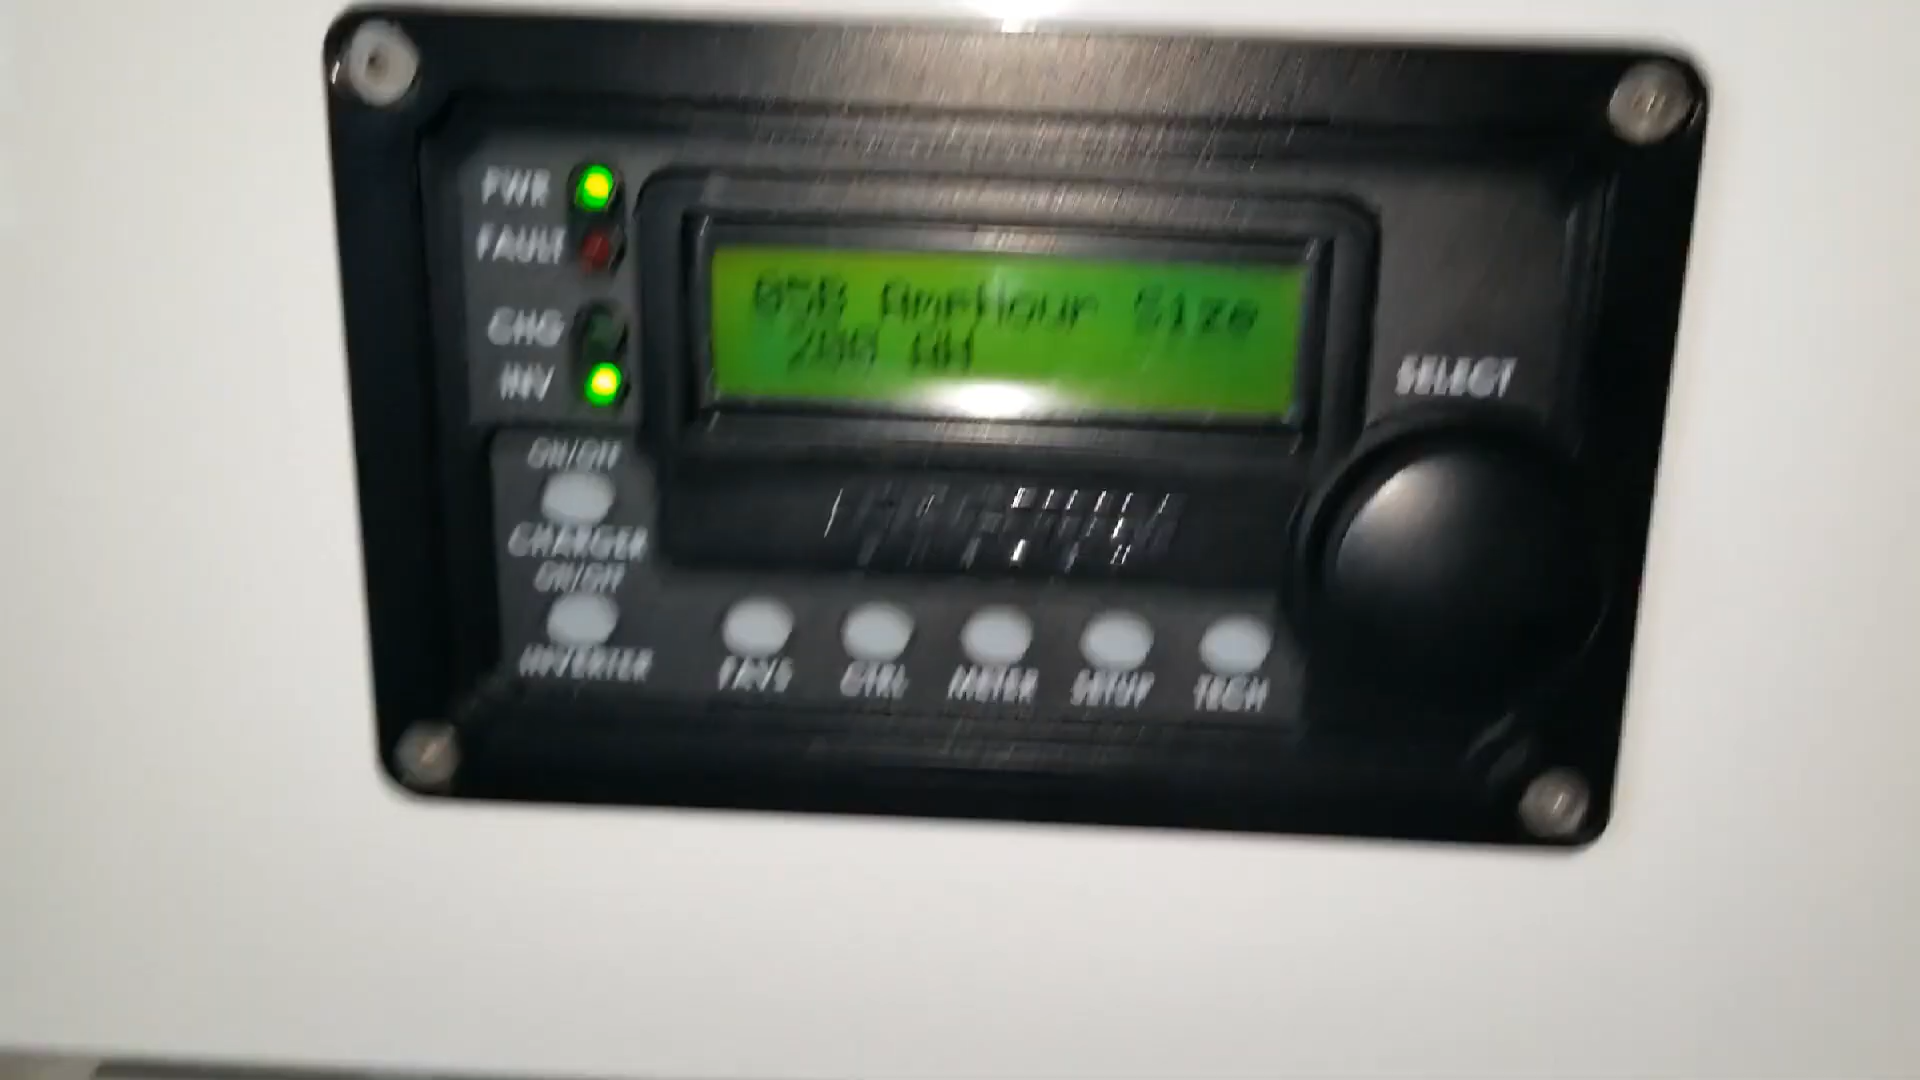 PWR
FAULT
CHG
INV
05B AmpHour Size
200 AH
SELECT
ON/OFF
CHARGER
ON/OFF
INVERTER
FAVS
CTRL
METER
SETUP
TECH